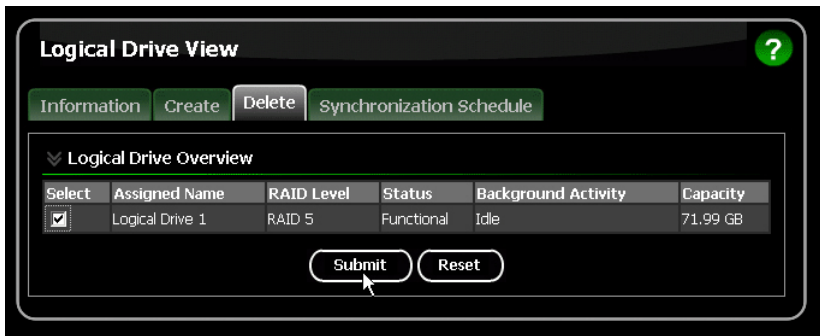 Logical Drive View ?
Information Create Delete Synchronization Schedule
Logical Drive Overview
Select Assigned Name RAID Level Status Background Activity Capacity
Logical Drive 1 RAID 5 Functional Idle 71.99 GB
Submit Reset